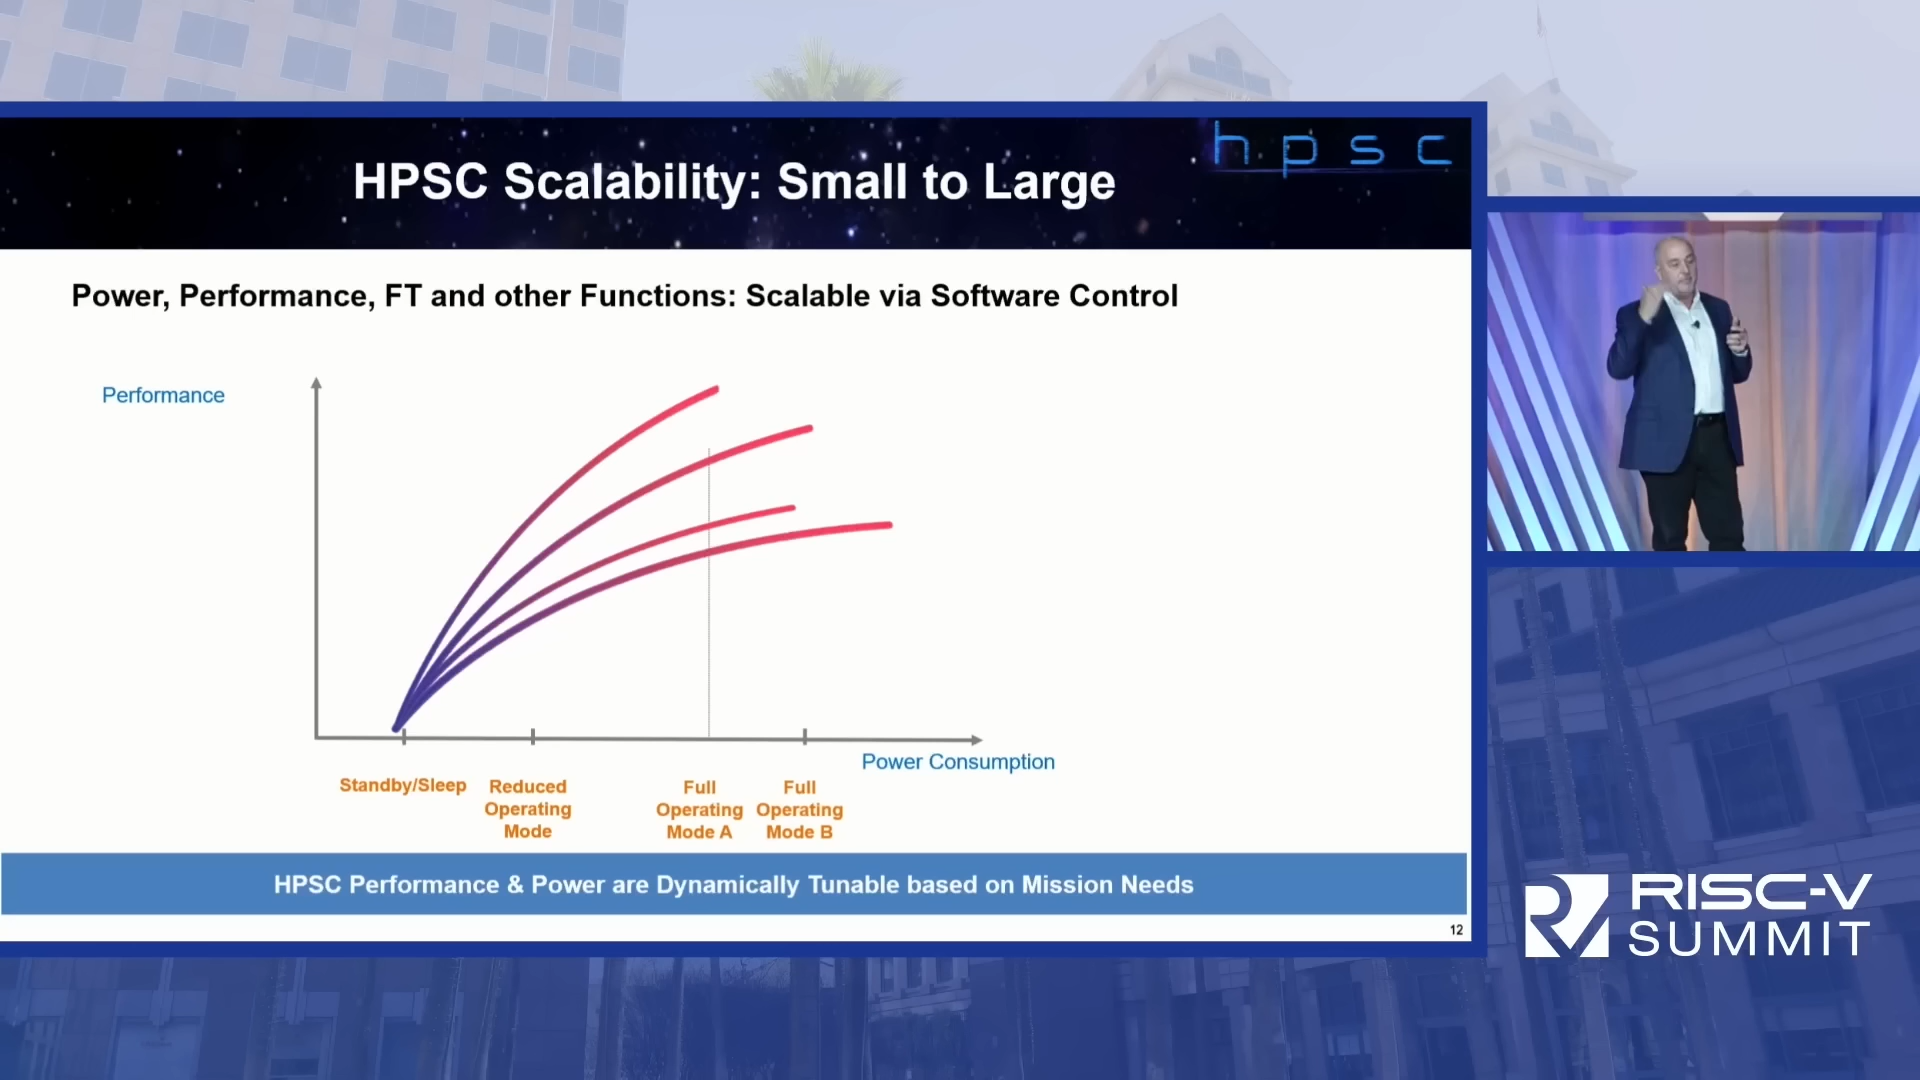 hpsc
HPSC Scalability: Small to Large
Power, Performance, FT and other Functions: Scalable via Software Control
Performance
Power Consumption
Standby/Sleep
Reduced
Operating
Mode
Full
Operating
Mode A
Full
Operating
Mode B
HPSC Performance & Power are Dynamically Tunable based on Mission Needs
12
RISC-V
SUMMIT